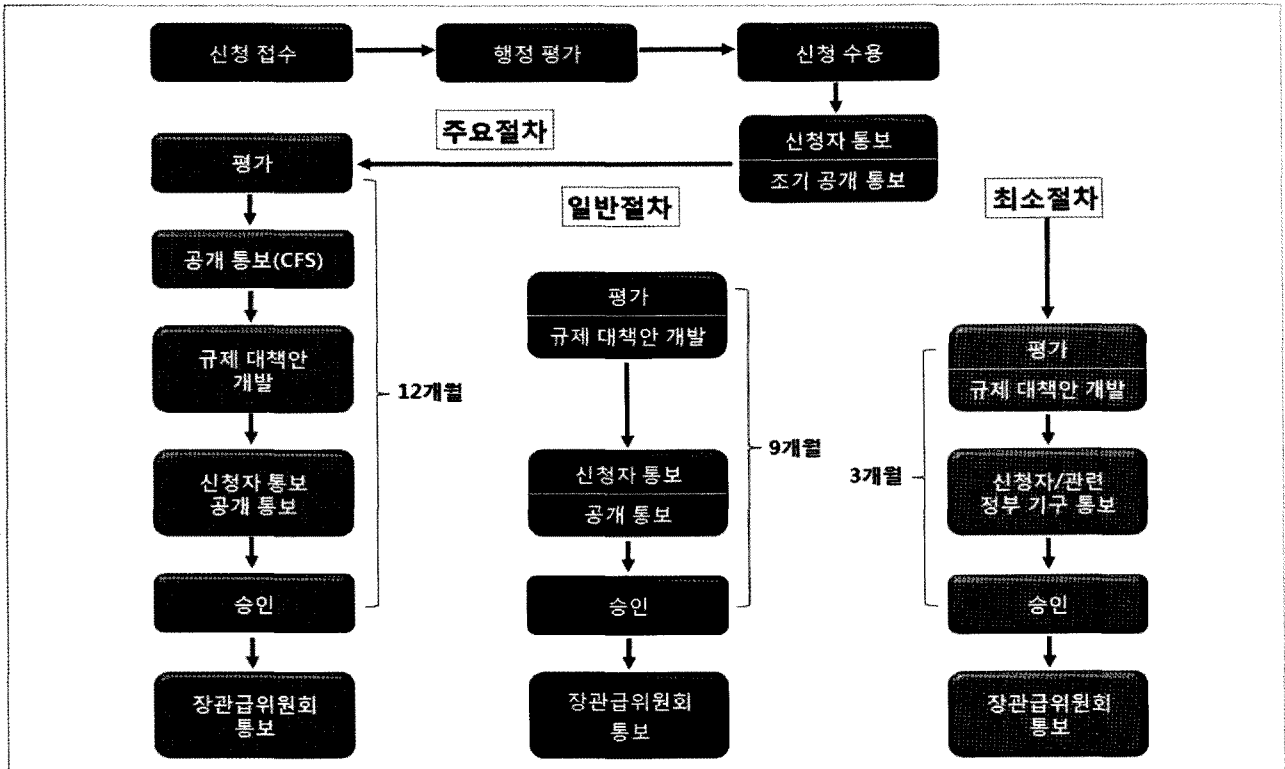 신청 접수
행정 평가
신청 수용
신청자 통보
조기 공개 통보
주요절차
평가
공개 통보(CFS)
규제 대책안
개발
신청자 통보
공개 통보
승인
장관급위원회
통보
12개월
일반절차
평가
규제 대책안 개발
신청자 통보
공개 통보
승인
장관급위원회
통보
9개월
최소절차
평가
규제 대책안 개발
신청자/관련
정부 기구 통보
승인
장관급위원회
통보
3개월